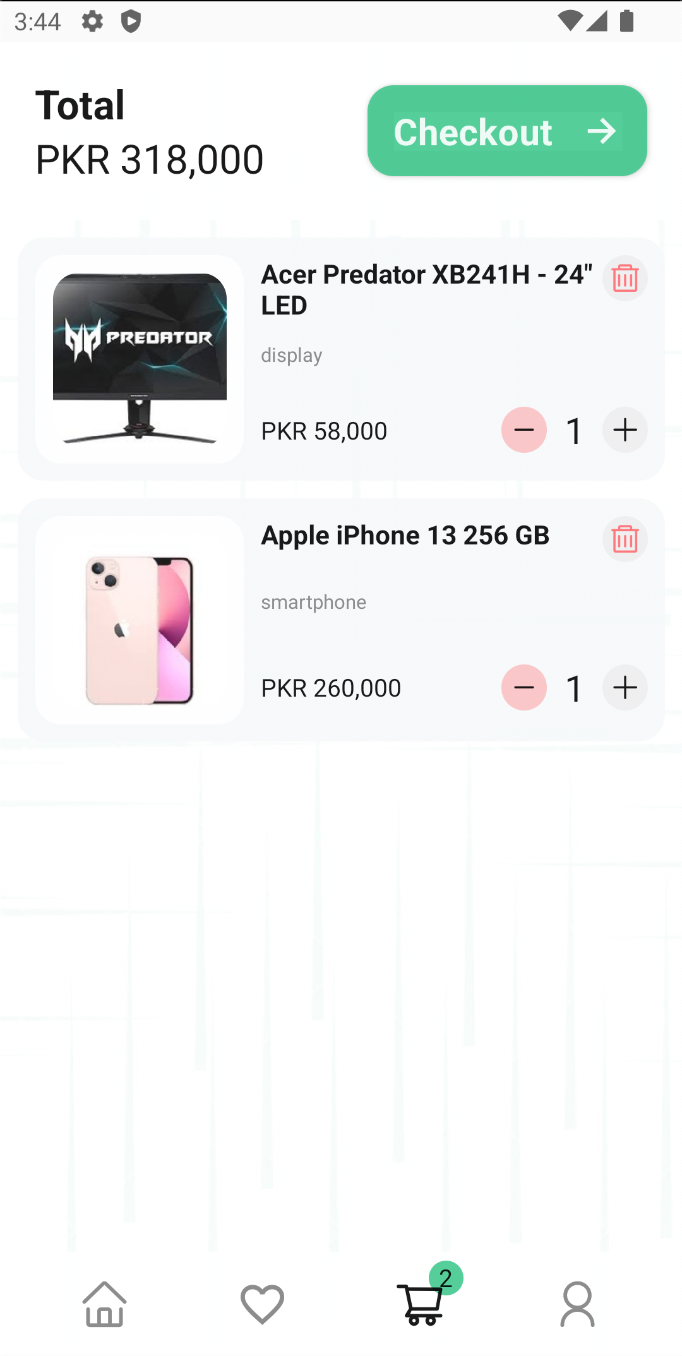 3:44
Total
PKR 318,000
Checkout
Acer Predator XB241H - 24"
LED
PREDATOR
display
PKR 58,000
1
Apple iPhone 13 256 GB
smartphone
PKR 260,000
1
2